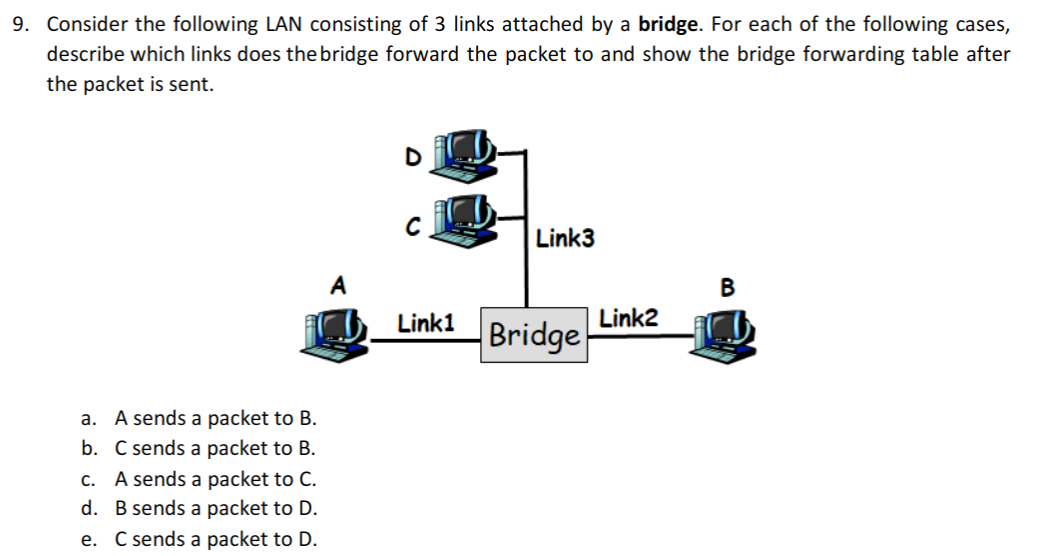 9. Consider the following LAN consisting of 3 links attached by a bridge. For each of the following cases,
describe which links does thebridge forward the packet to and show the bridge forwarding table after
the packet is sent.
D
C
Link3
A
B
Link1
Link2
Bridge
a. A sends a packet to B.
b. C sends a packet to B.
c. A sends a packet to C.
d. B sends a packet to D.
e. C sends a packet to D.